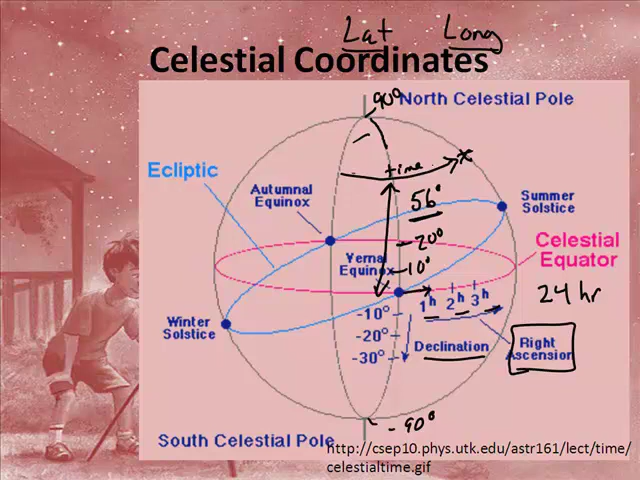 Lat Long
Celestial Coordinates
90° North Celestial Pole
Ecliptic
time x
Autumnal
Equinox
56°
Summer
Solstice
20°
Celestial
Equator
Vernal
Equinox
10°
24 hr
1h 2h 3h
-10°
-20°
-30°
Winter
Solstice
Declination
Right
Ascension
-90°
South Celestial Pole
http://csep10.phys.utk.edu/astr161/lect/time/
celestialtime.gif